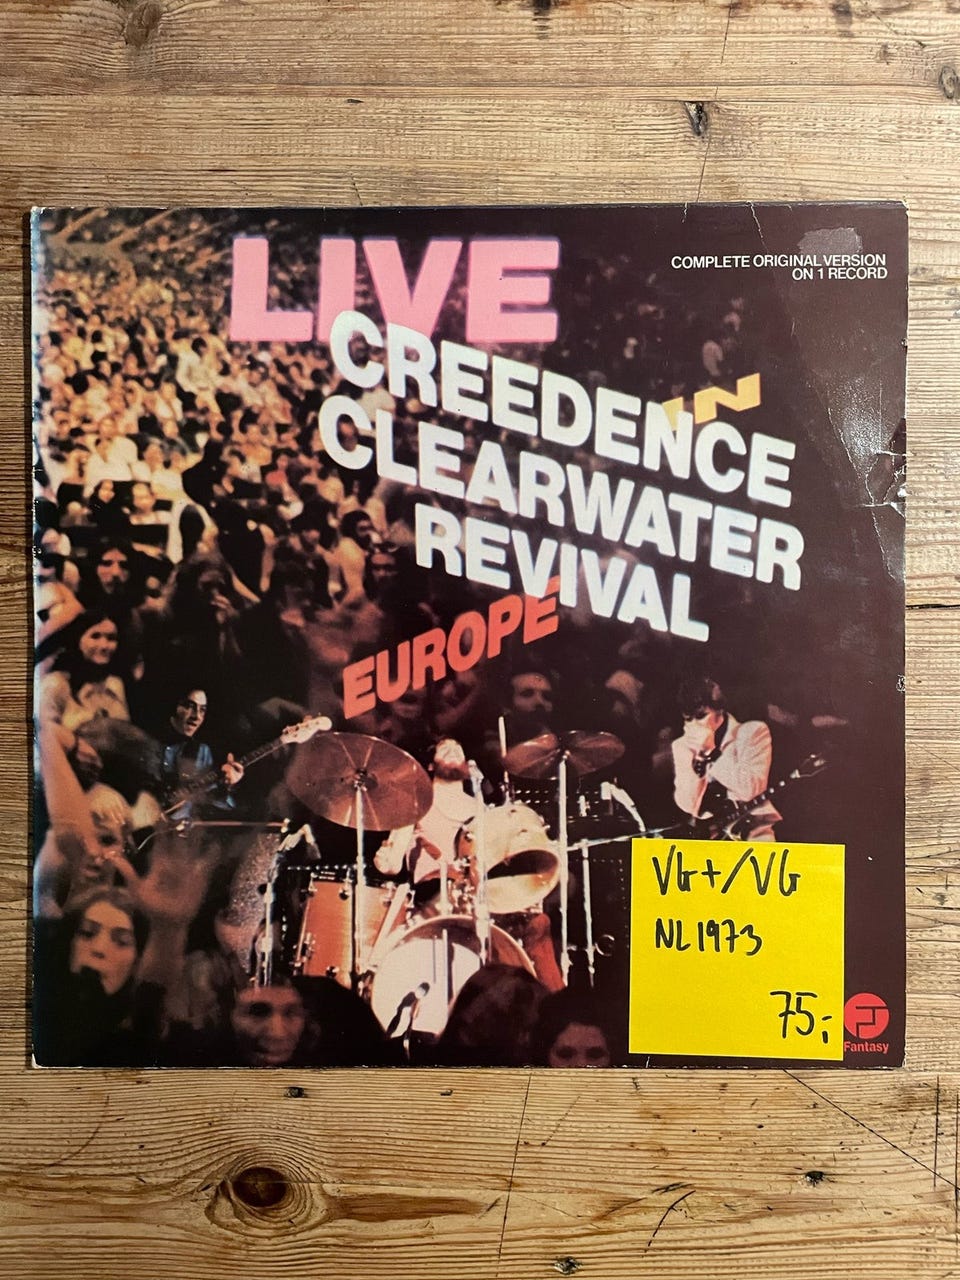 LIVE
COMPLETE ORIGINAL VERSION
ON 1 RECORD
IN
CREEDENCE
CLEARWATER
REVIVAL
EUROPE
VG+/VG
NL 1973
75,-
Fantasy